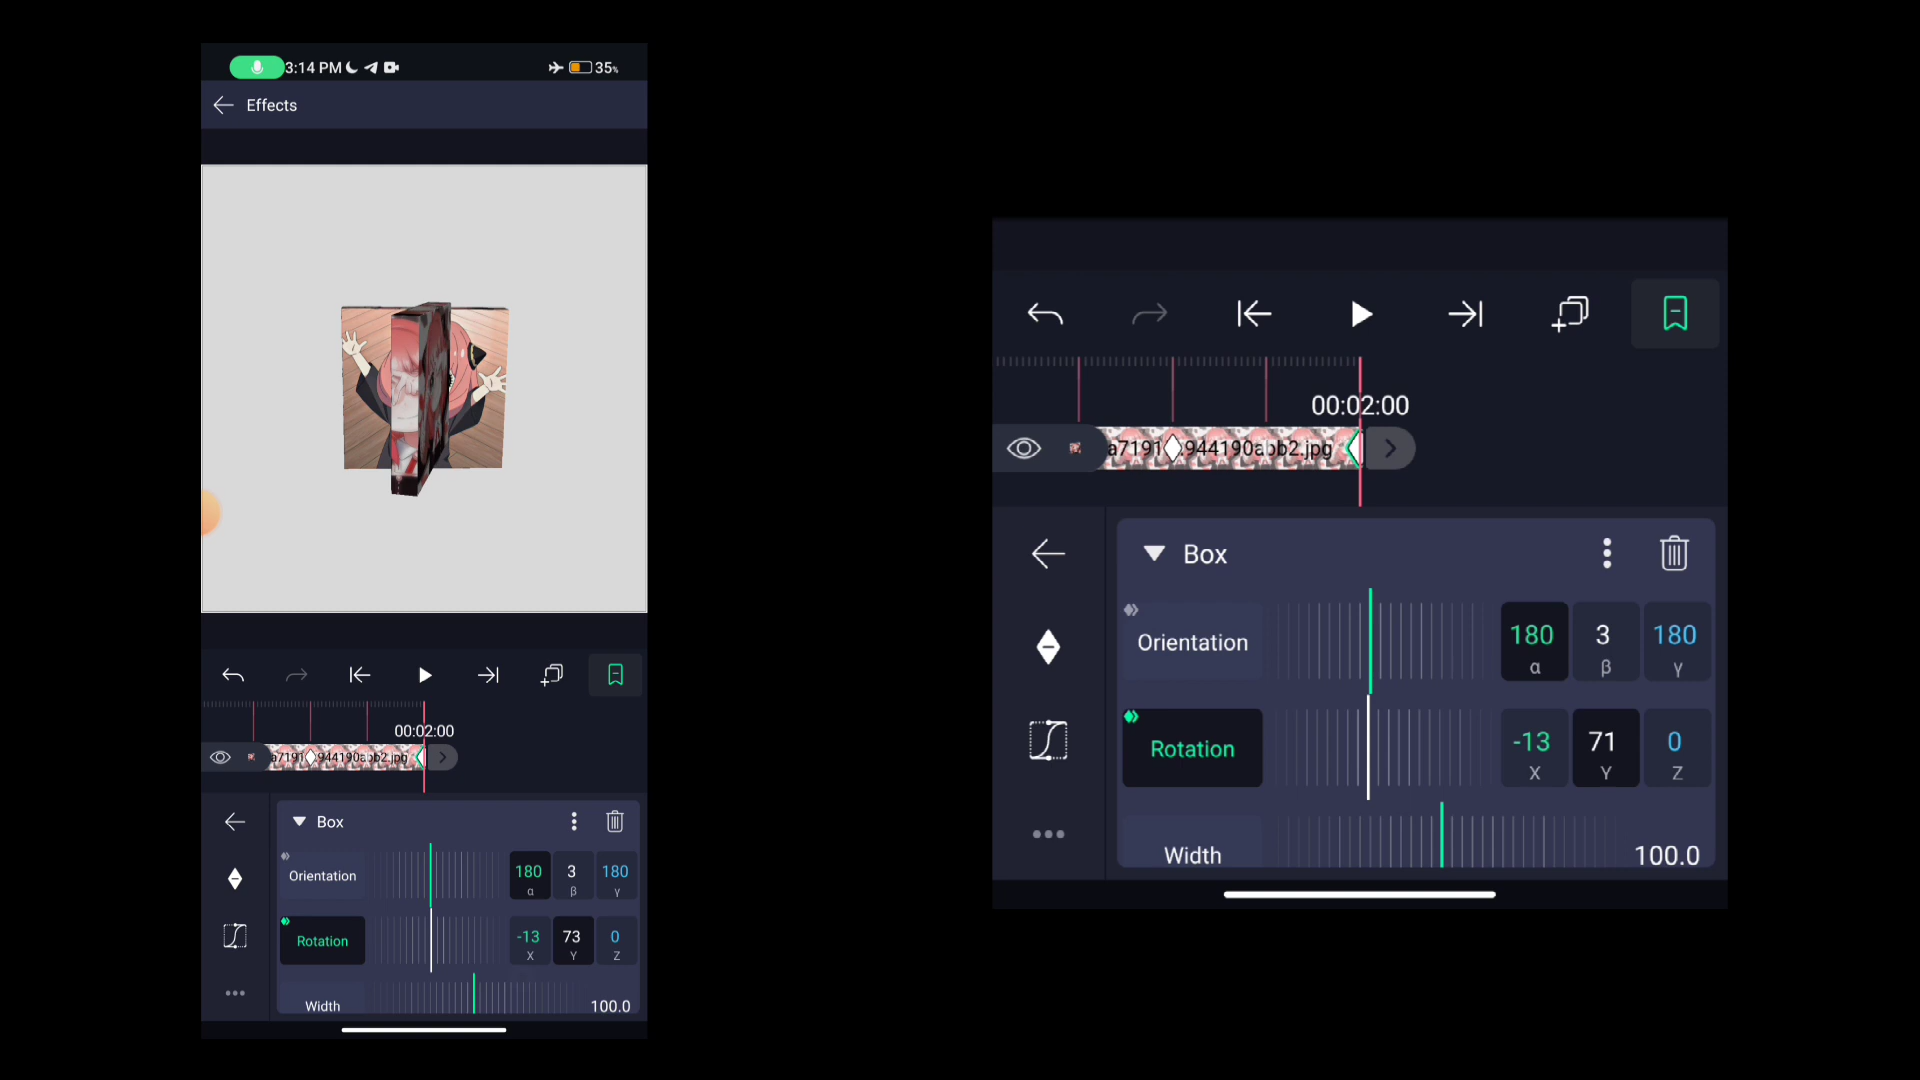 3:14 PM
35%
Effects
00:02:00
a7191 944190abb2.jpg
Box
Orientation
180 3 180
α β γ
Rotation
-13 73 0
X Y Z
Width
100.0
00:02:00
a7191 944190abb2.jpg
Box
Orientation
180 3 180
α β γ
Rotation
-13 71 0
X Y Z
Width
100.0